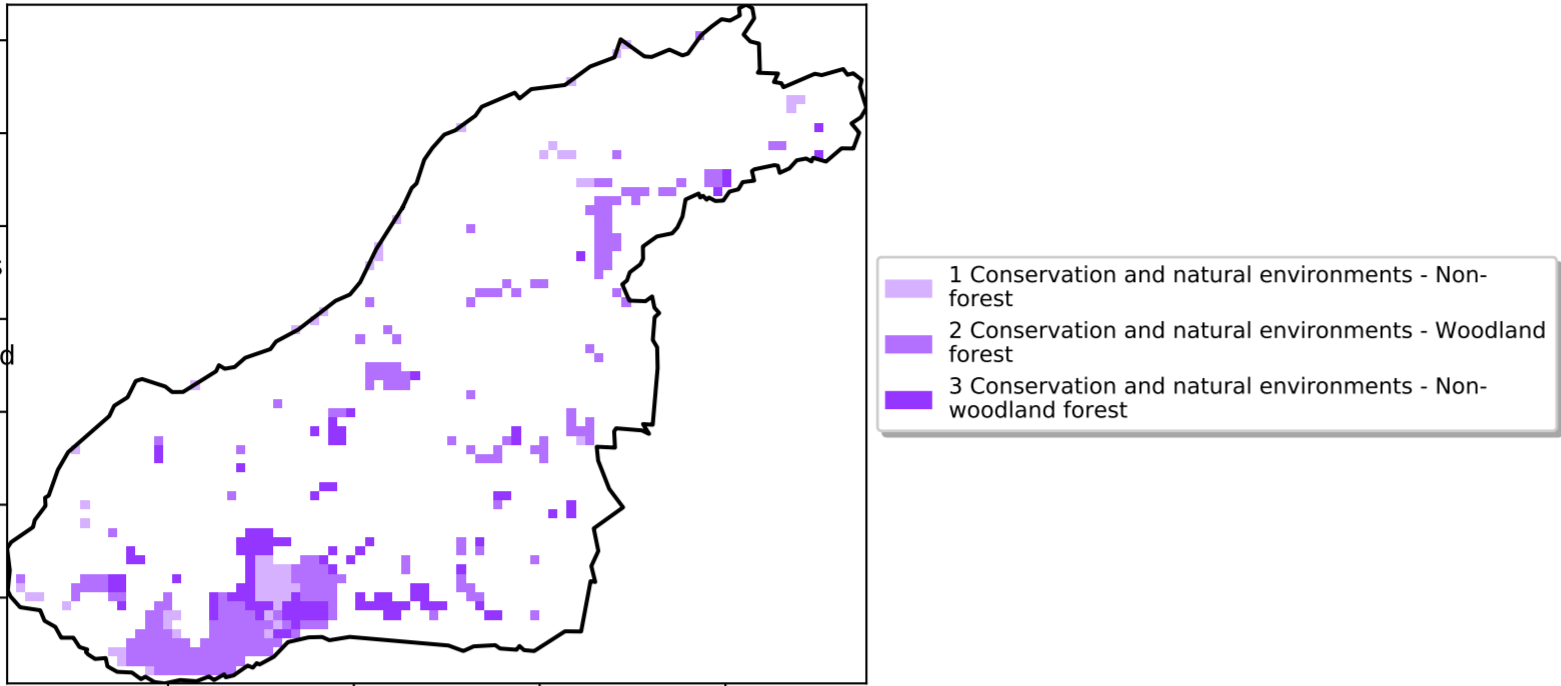 1 Conservation and natural environments - Non-
forest
2 Conservation and natural environments - Woodland
forest
3 Conservation and natural environments - Non-
woodland forest
d